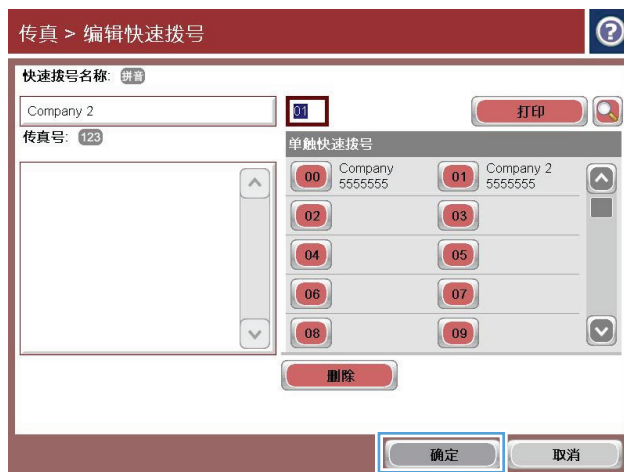 传真 > 编辑快速拨号
快速拨号名称: 拼音
Company 2
01
打印
传真号: 123
单触快速拨号
00 Company 5555555
01 Company 2 5555555
02
03
04
05
06
07
08
09
删除
确定
取消